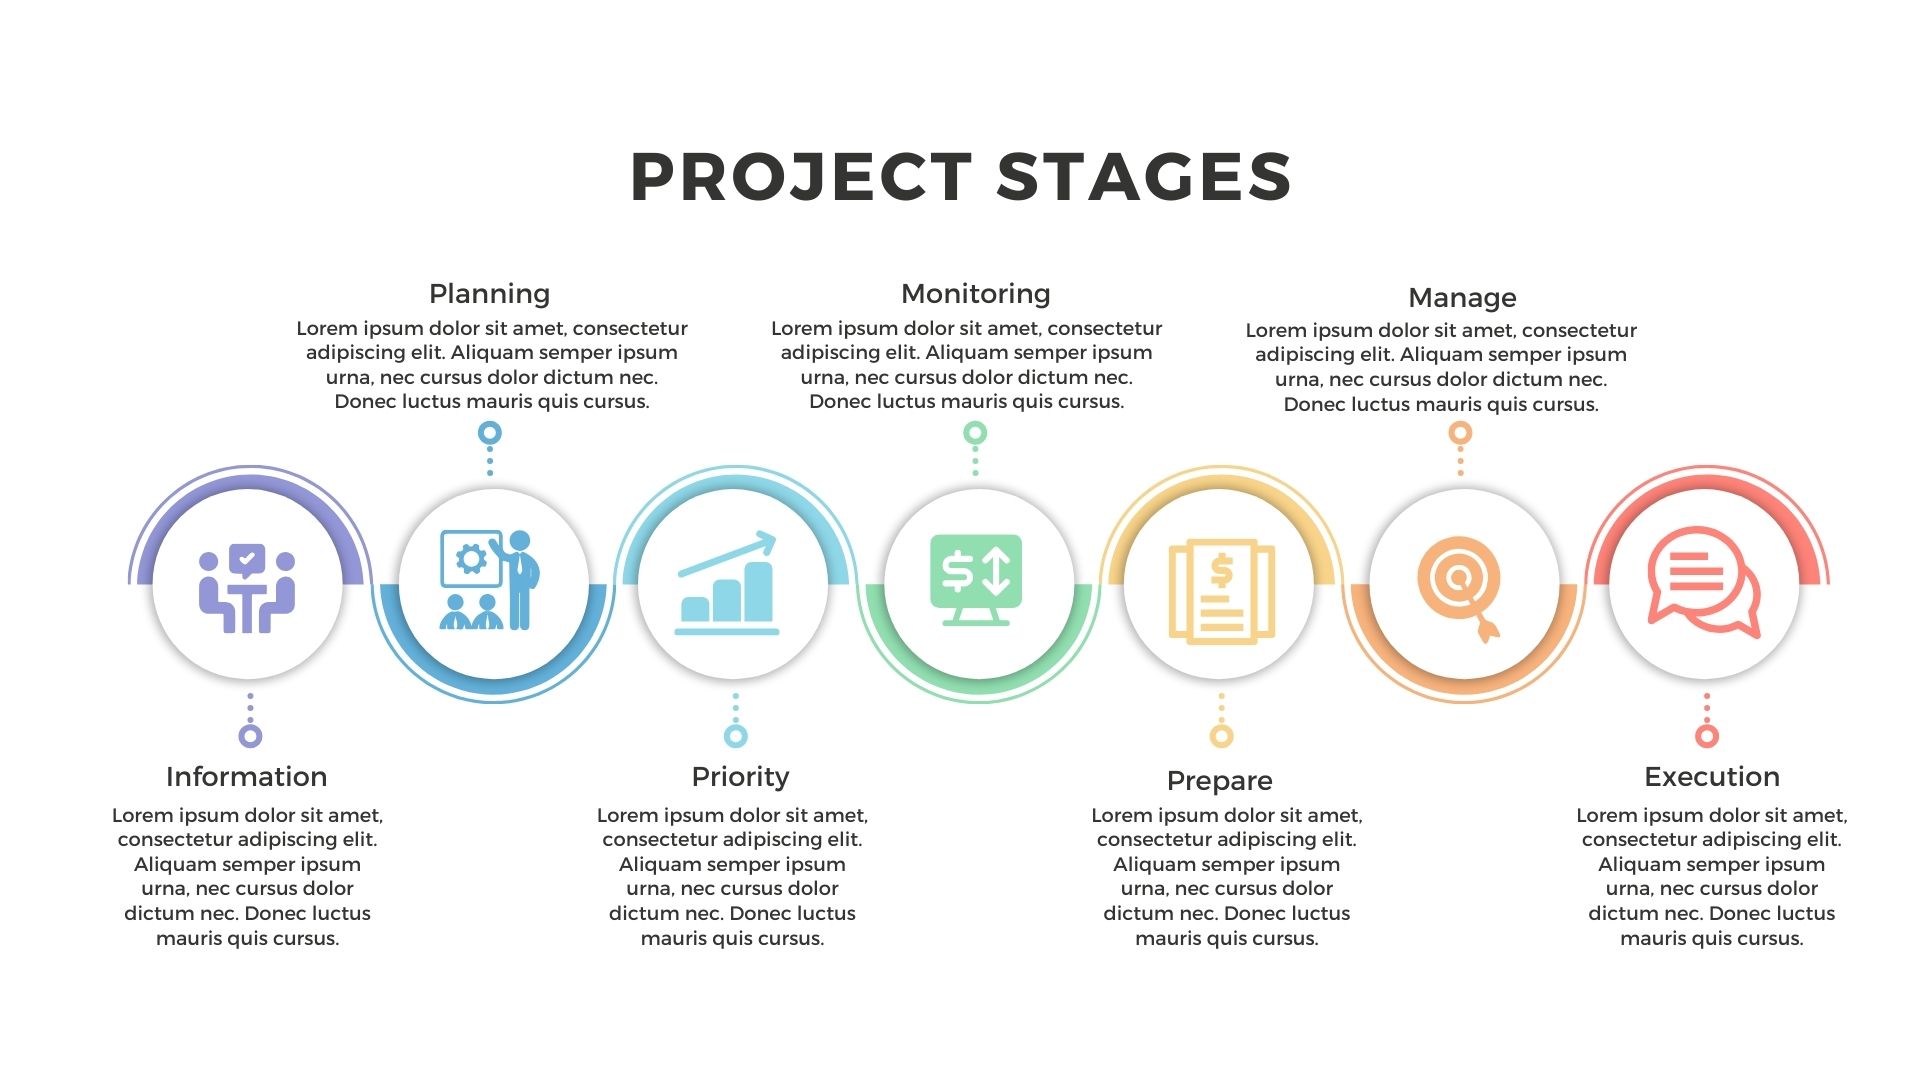 PROJECT STAGES
Planning
Lorem ipsum dolor sit amet, consectetur
adipiscing elit. Aliquam semper ipsum
urna, nec cursus dolor dictum nec.
Donec luctus mauris quis cursus.
Monitoring
Lorem ipsum dolor sit amet, consectetur
adipiscing elit. Aliquam semper ipsum
urna, nec cursus dolor dictum nec.
Donec luctus mauris quis cursus.
Manage
Lorem ipsum dolor sit amet, consectetur
adipiscing elit. Aliquam semper ipsum
urna, nec cursus dolor dictum nec.
Donec luctus mauris quis cursus.
$
$
Information
Lorem ipsum dolor sit amet,
consectetur adipiscing elit.
Aliquam semper ipsum
urna, nec cursus dolor
dictum nec. Donec luctus
mauris quis cursus.
Priority
Lorem ipsum dolor sit amet,
consectetur adipiscing elit.
Aliquam semper ipsum
urna, nec cursus dolor
dictum nec. Donec luctus
mauris quis cursus.
Prepare
Lorem ipsum dolor sit amet,
consectetur adipiscing elit.
Aliquam semper ipsum
urna, nec cursus dolor
dictum nec. Donec luctus
mauris quis cursus.
Execution
Lorem ipsum dolor sit amet,
consectetur adipiscing elit.
Aliquam semper ipsum
urna, nec cursus dolor
dictum nec. Donec luctus
mauris quis cursus.